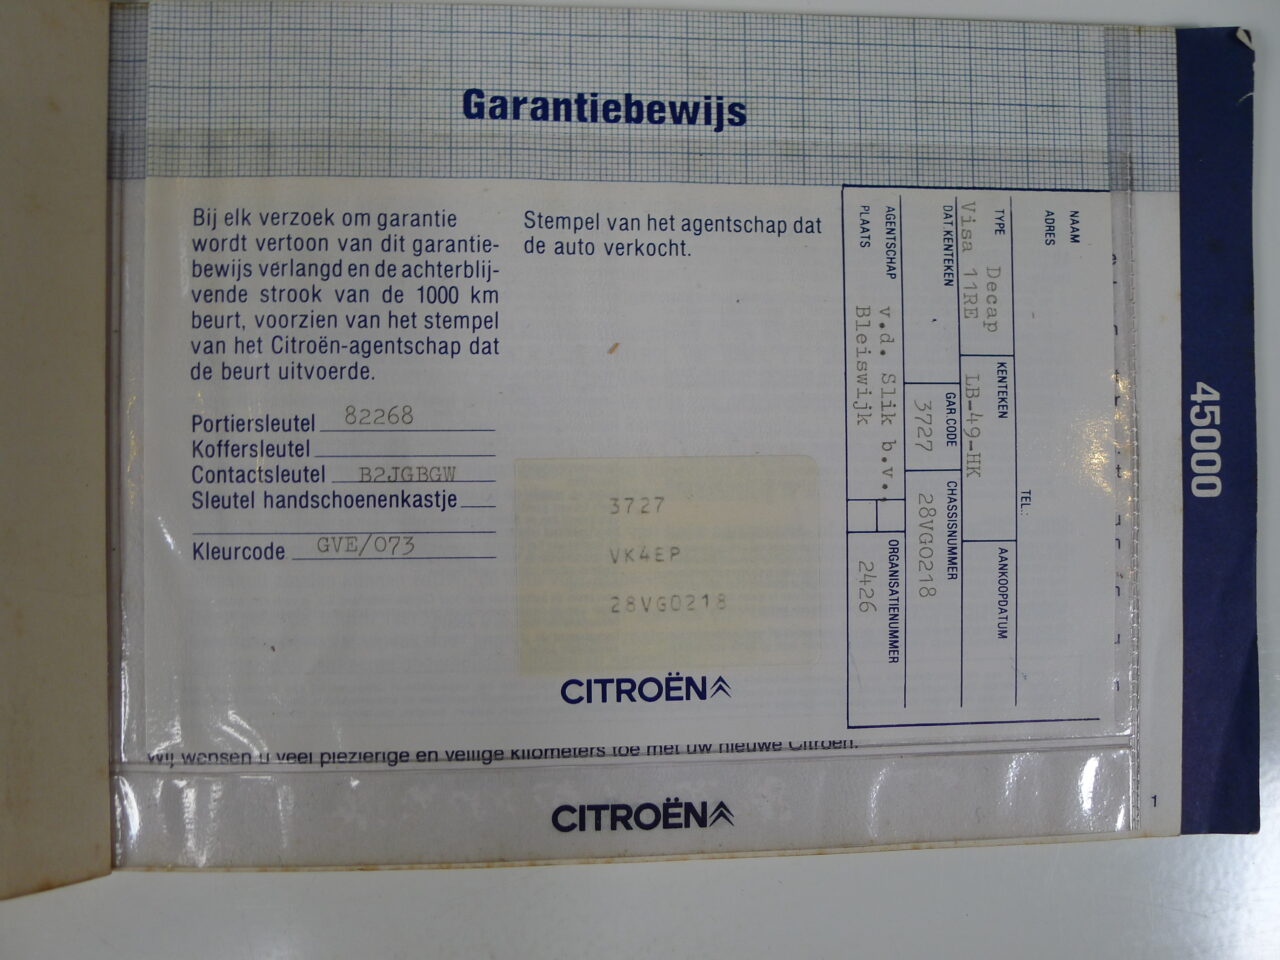 Garantiebewijs
Bij elk verzoek om garantie
wordt vertoon van dit garantie-
bewijs verlangd en de achterblij-
vende strook van de 1000 km
beurt, voorzien van het stempel
van het Citroën-agentschap dat
de beurt uitvoerde.
Portiersleutel 82268
Koffersleutel
Contactsleutel B2JGBGW
Sleutel handschoenenkastje
Kleurcode GVE/073
Stempel van het agentschap dat
de auto verkocht.
3727
VK4EP
28VG0218
CITROËN
NAAM
ADRES
TEL.:
TYPE Decap
Visa 11RE
KENTEKEN
LB-49-HK
AANKOOPDATUM
DAT KENTEKEN
GAR CODE
3727
CHASSISNUMMER
28VG0218
AGENTSCHAP v.d. Slik b.v.,
PLAATS Bleiswijk
ORGANISATIENUMMER
2426
Wij wensen u veel plezierige en veilige kilometers toe met uw nieuwe Citroën.
CITROËN
1
45000